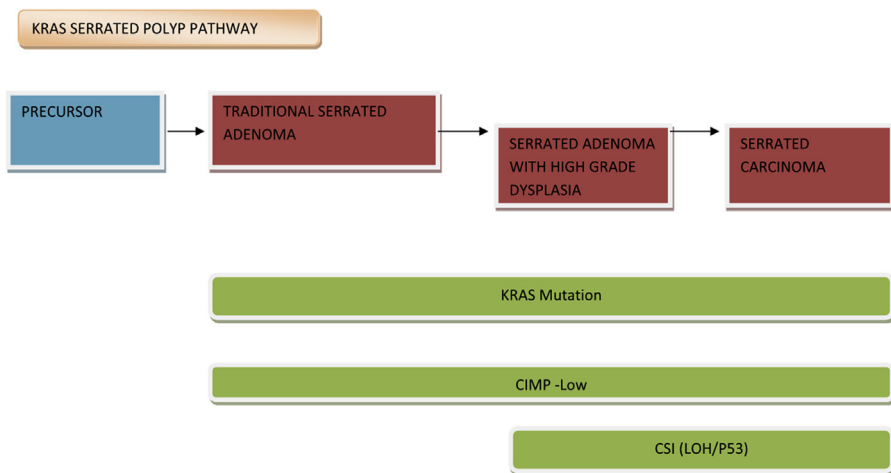 KRAS SERRATED POLYP PATHWAY
PRECURSOR
TRADITIONAL SERRATED
ADENOMA
SERRATED ADENOMA
WITH HIGH GRADE
DYSPLASIA
SERRATED
CARCINOMA
KRAS Mutation
CIMP -Low
CSI (LOH/P53)